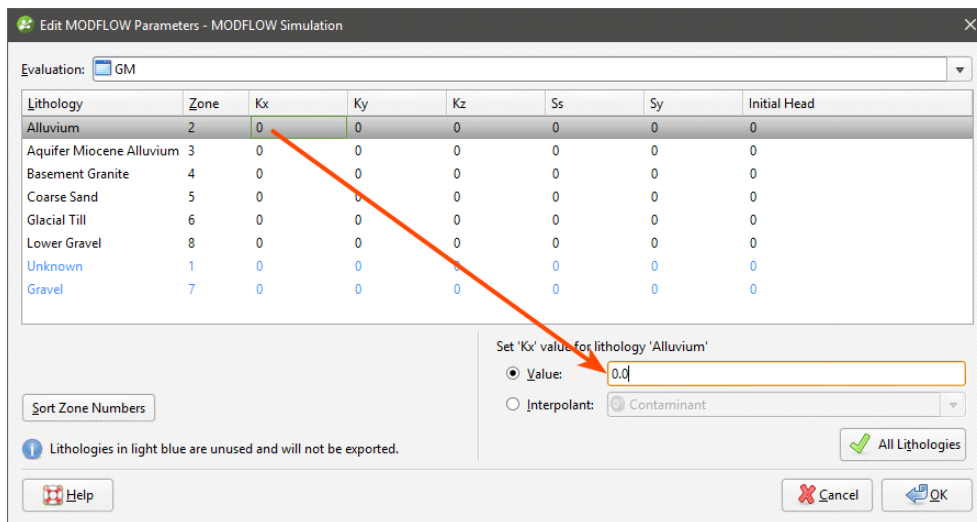 Edit MODFLOW Parameters - MODFLOW Simulation
Evaluation: GM
Lithology Zone Kx Ky Kz Ss Sy Initial Head
Alluvium 2 0 0 0 0 0 0
Aquifer Miocene Alluvium 3 0 0 0 0 0 0
Basement Granite 4 0 0 0 0 0 0
Coarse Sand 5 0 0 0 0 0 0
Glacial Till 6 0 0 0 0 0 0
Lower Gravel 8 0 0 0 0 0 0
Unknown 1 0 0 0 0 0 0
Gravel 7 0 0 0 0 0 0
Set 'Kx' value for lithology 'Alluvium'
Value: 0.0
Interpolant: Contaminant
Sort Zone Numbers
All Lithologies
Lithologies in light blue are unused and will not be exported.
Help Cancel OK